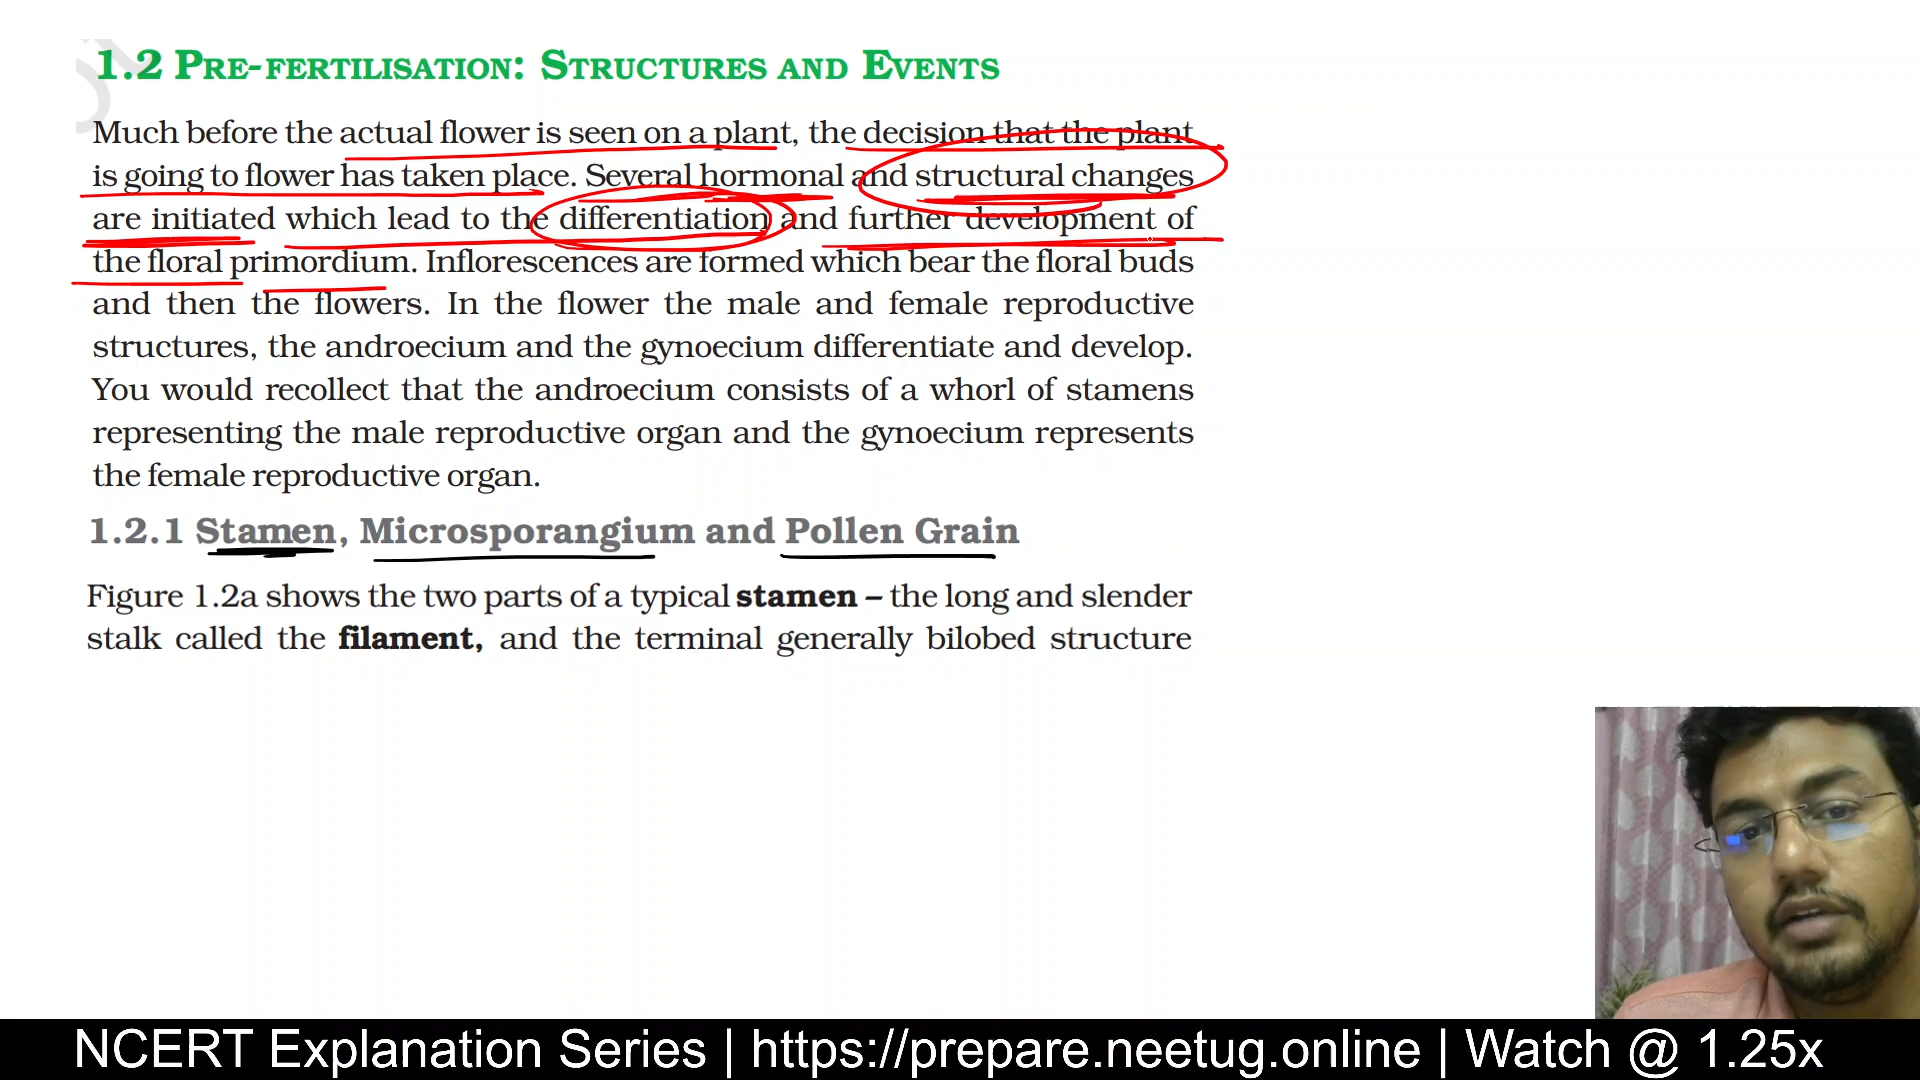 1.2 PRE-FERTILISATION: STRUCTURES AND EVENTS
Much before the actual flower is seen on a plant, the decision that the plant
is going to flower has taken place. Several hormonal and structural changes
are initiated which lead to the differentiation and further development of
the floral primordium. Inflorescences are formed which bear the floral buds
and then the flowers. In the flower the male and female reproductive
structures, the androecium and the gynoecium differentiate and develop.
You would recollect that the androecium consists of a whorl of stamens
representing the male reproductive organ and the gynoecium represents
the female reproductive organ.
1.2.1 Stamen, Microsporangium and Pollen Grain
Figure 1.2a shows the two parts of a typical stamen – the long and slender
stalk called the filament, and the terminal generally bilobed structure
NCERT Explanation Series | https://prepare.neetug.online | Watch @ 1.25x